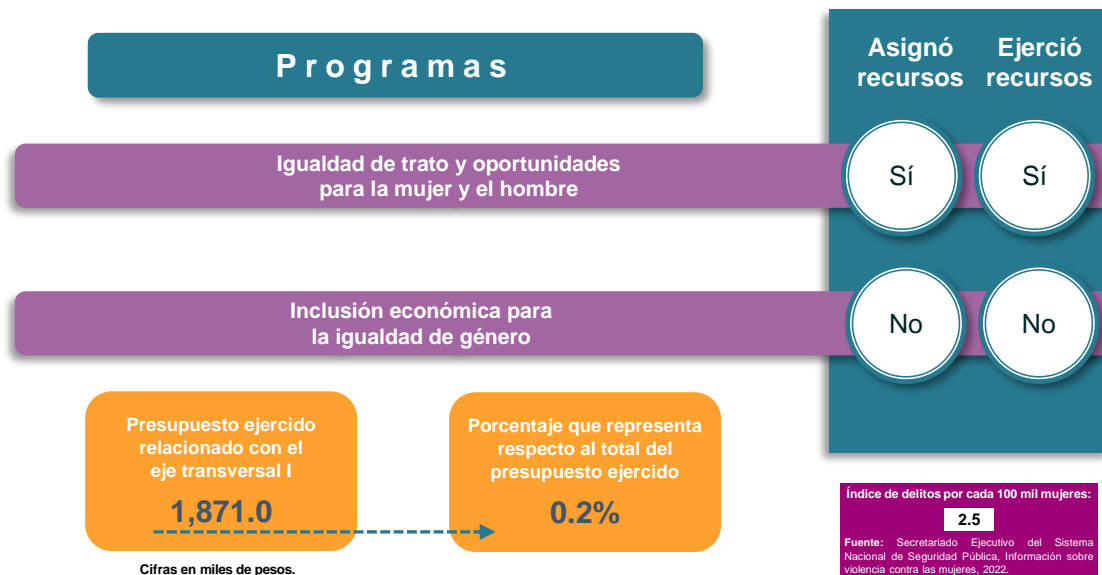 Programas
Asignó
recursos
Ejerció
recursos
Igualdad de trato y oportunidades
para la mujer y el hombre
Sí
Sí
Inclusión económica para
la igualdad de género
No
No
Presupuesto ejercido
relacionado con el
eje transversal I
1,871.0
Porcentaje que representa
respecto al total del
presupuesto ejercido
0.2%
Cifras en miles de pesos.
Índice de delitos por cada 100 mil mujeres:
2.5
Fuente: Secretariado Ejecutivo del Sistema
Nacional de Seguridad Pública, Información sobre
violencia contra las mujeres, 2022.